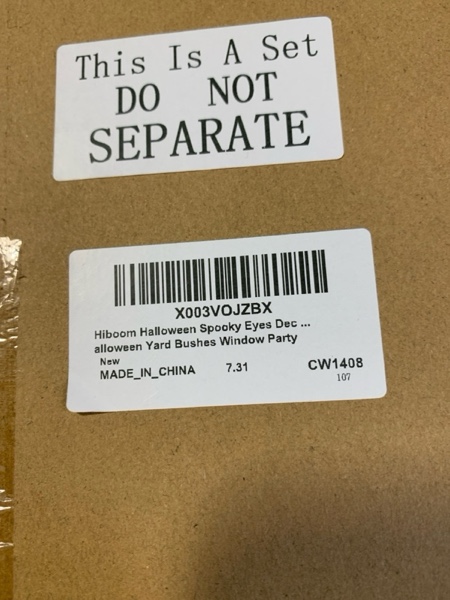 This Is A Set
DO NOT
SEPARATE
X003VOJZBX
Hiboom Halloween Spooky Eyes Dec ...
alloween Yard Bushes Window Party
New
MADE_IN_CHINA 7.31 CW1408
107